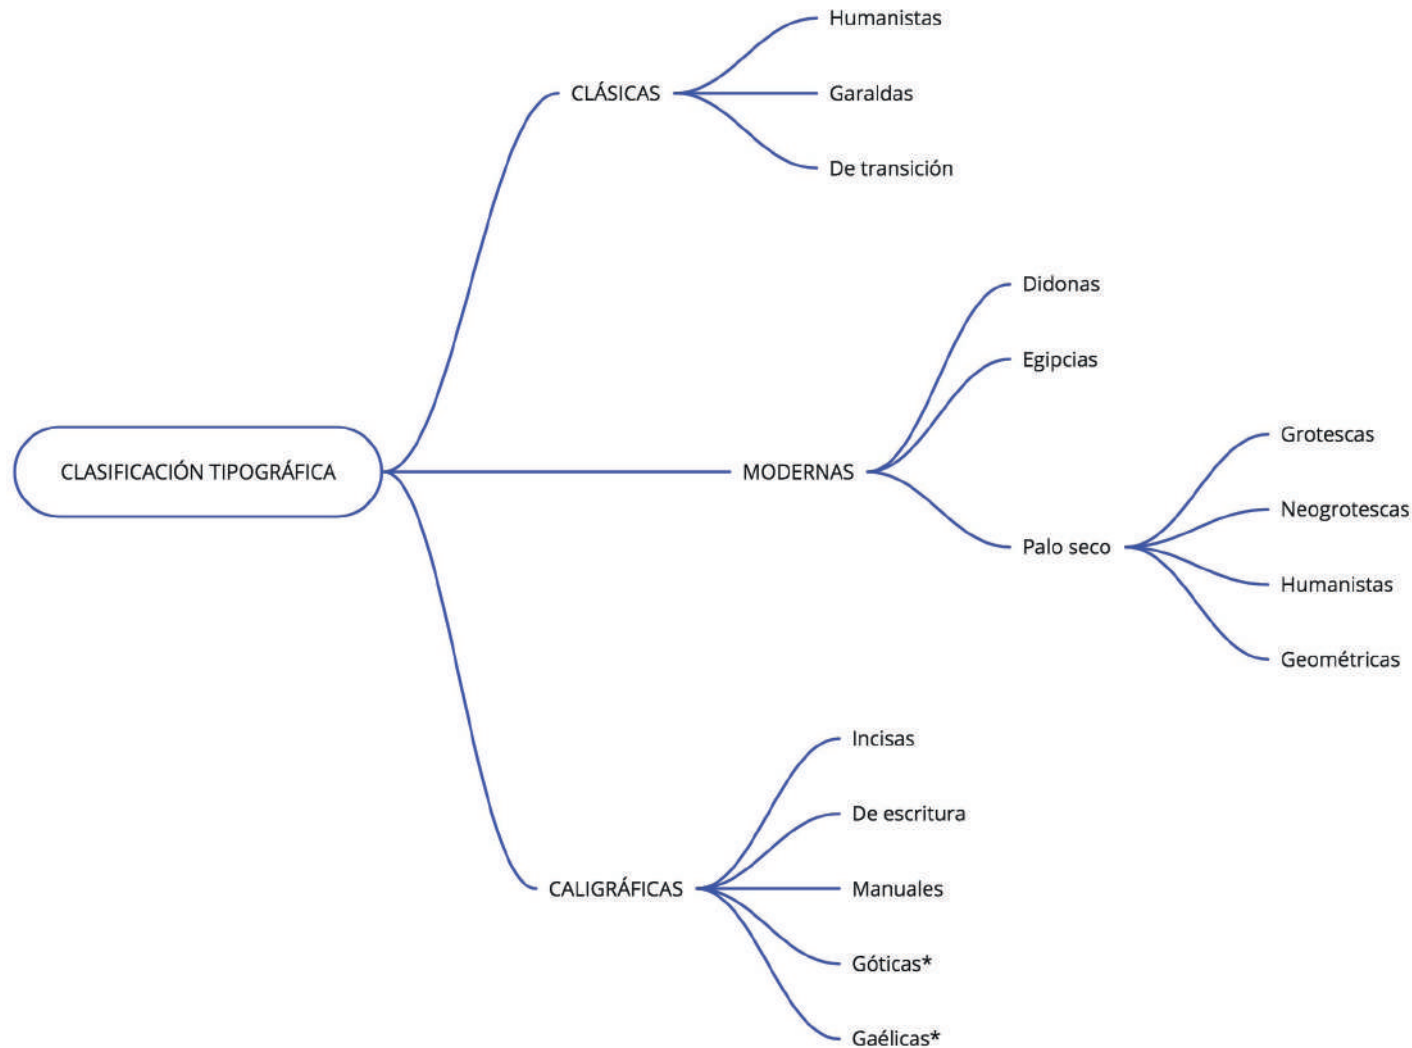 CLASIFICACIÓN TIPOGRÁFICA
CLÁSICAS
Humanistas
Garaldas
De transición
MODERNAS
Didonas
Egipcias
Palo seco
Grotescas
Neogrotescas
Humanistas
Geométricas
CALIGRÁFICAS
Incisas
De escritura
Manuales
Góticas*
Gaélicas*